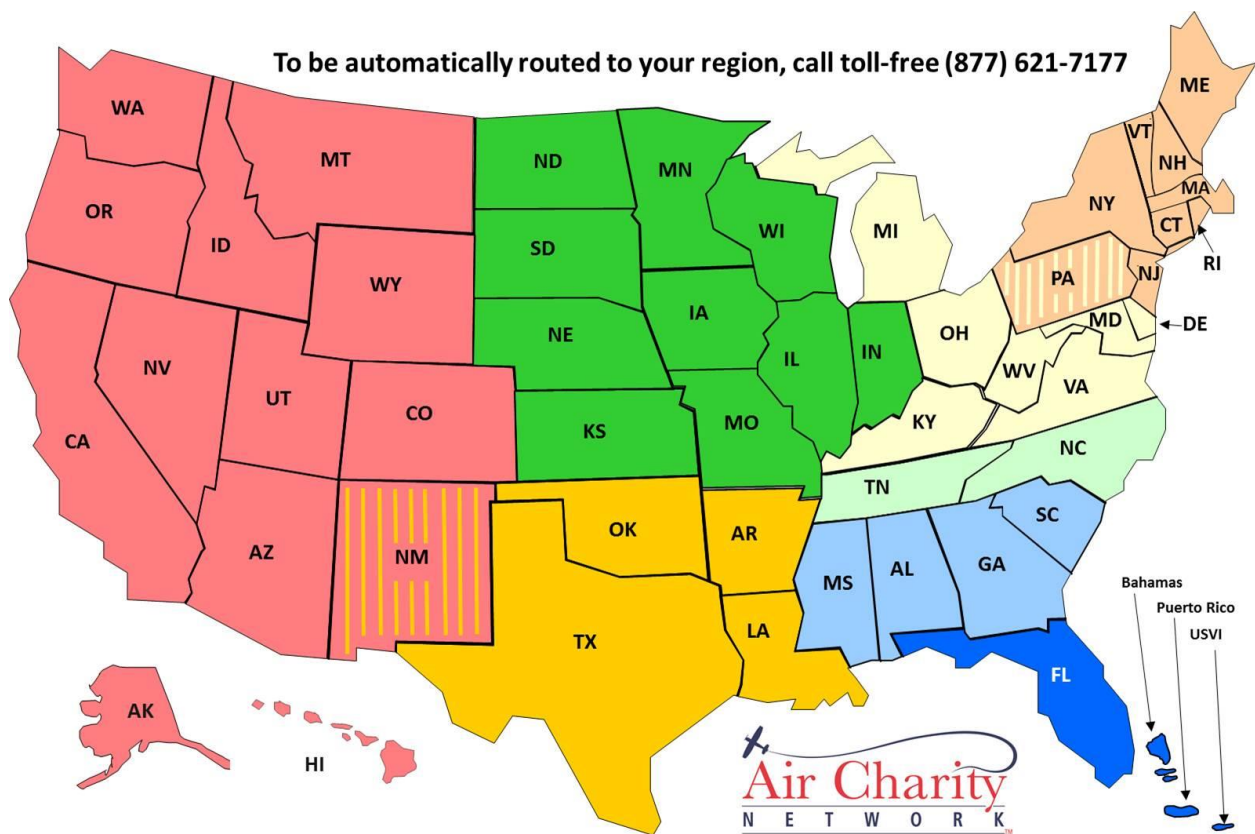 To be automatically routed to your region, call toll-free (877) 621-7177
ME
WA
VT
MT
ND
MN
NH
MA
OR
NY
CT
ID
SD
WI
MI
RI
WY
PA
NJ
IA
MD
DE
NE
OH
NV
IL
IN
WV
UT
VA
CO
KS
MO
KY
CA
NC
TN
SC
OK
AR
AZ
NM
GA
MS
AL
Bahamas
Puerto Rico
USVI
TX
LA
FL
AK
HI
Air Charity
NETWORK
TM